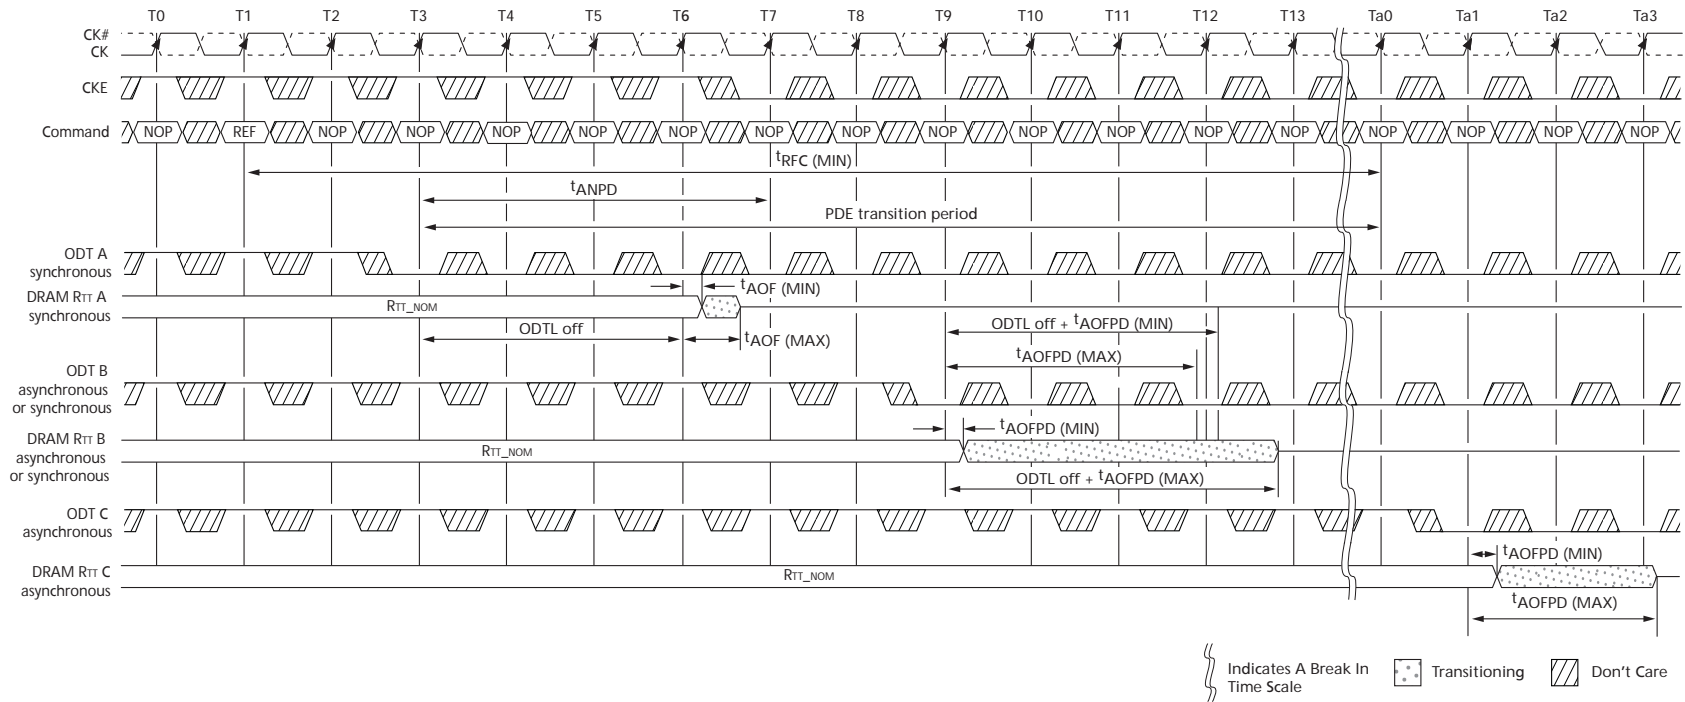 T0 T1 T2 T3 T4 T5 T6 T7 T8 T9 T10 T11 T12 T13 Ta0 Ta1 Ta2 Ta3
CK#
CK
CKE
Command NOP REF NOP NOP NOP NOP NOP NOP NOP NOP NOP NOP NOP NOP NOP NOP NOP NOP
tRFC (MIN)
tANPD
PDE transition period
ODT A
synchronous
tAOF (MIN)
DRAM RTT A
synchronous
RTT_NOM
ODTL off
tAOF (MAX)
ODTL off + tAOFPD (MIN)
tAOFPD (MAX)
ODT B
asynchronous
or synchronous
tAOFPD (MIN)
DRAM RTT B
asynchronous
or synchronous
RTT_NOM
ODTL off + tAOFPD (MAX)
ODT C
asynchronous
tAOFPD (MIN)
DRAM RTT C
asynchronous
RTT_NOM
tAOFPD (MAX)
Indicates A Break In
Time Scale
Transitioning
Don't Care